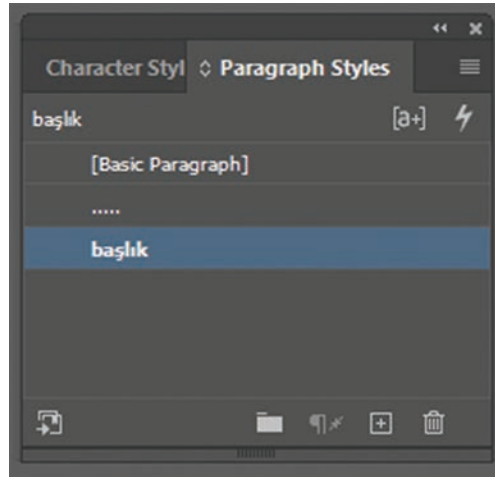 Character Styl Paragraph Styles
başlık [a+]
[Basic Paragraph]
.....
başlık